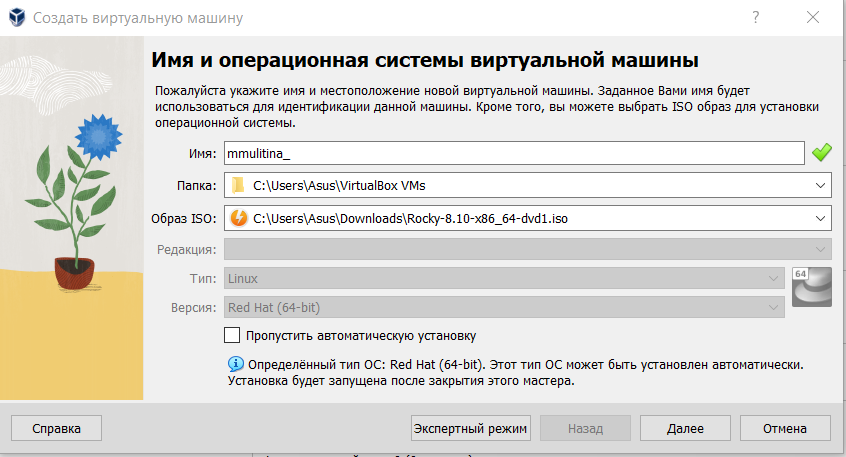 Создать виртуальную машину
Имя и операционная системы виртуальной машины
Пожалуйста укажите имя и местоположение новой виртуальной машины. Заданное Вами имя будет
использоваться для идентификации данной машины. Кроме того, вы можете выбрать ISO образ для установки
операционной системы.
Имя: mmulitina_
Папка: C:\Users\Asus\VirtualBox VMs
Образ ISO: C:\Users\Asus\Downloads\Rocky-8.10-x86_64-dvd1.iso
Редакция:
Тип: Linux 64
Версия: Red Hat (64-bit)
Пропустить автоматическую установку
Определённый тип ОС: Red Hat (64-bit). Этот тип ОС может быть установлен автоматически.
Установка будет запущена после закрытия этого мастера.
Справка Экспертный режим Назад Далее Отмена